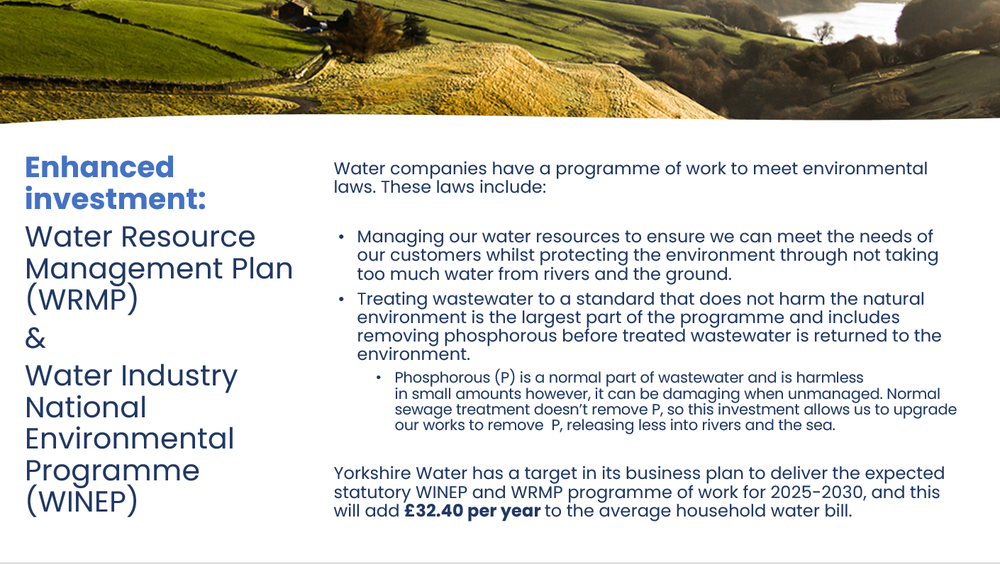 Enhanced
investment:
Water Resource
Management Plan
(WRMP)
&
Water Industry
National
Environmental
Programme
(WINEP)
Water companies have a programme of work to meet environmental
laws. These laws include:
• Managing our water resources to ensure we can meet the needs of
our customers whilst protecting the environment through not taking
too much water from rivers and the ground.
• Treating wastewater to a standard that does not harm the natural
environment is the largest part of the programme and includes
removing phosphorous before treated wastewater is returned to the
environment.
• Phosphorous (P) is a normal part of wastewater and is harmless
in small amounts however, it can be damaging when unmanaged. Normal
sewage treatment doesn’t remove P, so this investment allows us to upgrade
our works to remove  P, releasing less into rivers and the sea.
Yorkshire Water has a target in its business plan to deliver the expected
statutory WINEP and WRMP programme of work for 2025-2030, and this
will add £32.40 per year to the average household water bill.